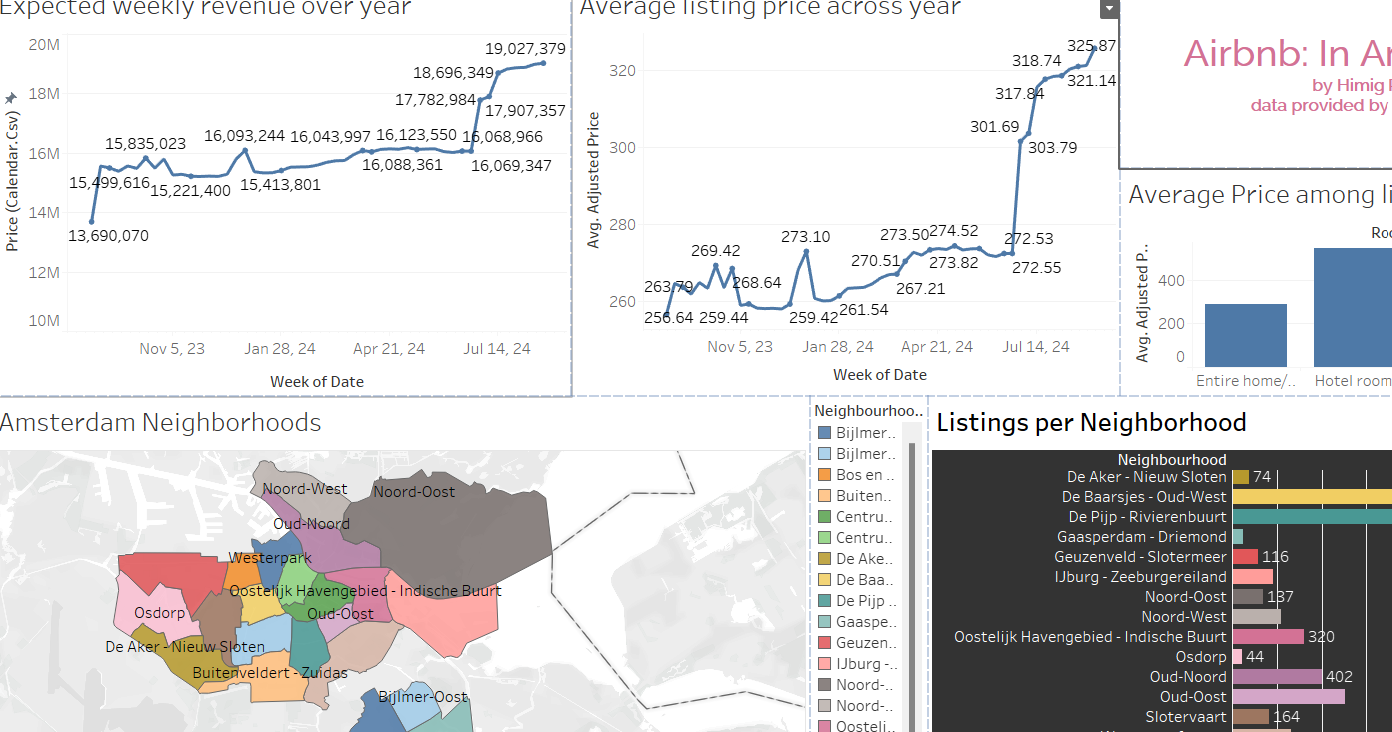 Expected weekly revenue over year
20M
18M
16M
14M
12M
10M
Price (Calendar.Csv)
19,027,379
18,696,349
17,782,984
17,907,357
16,093,244
16,043,997
16,123,550
16,068,966
15,835,023
16,088,361
16,069,347
15,499,616
15,221,400
15,413,801
13,690,070
Nov 5, 23
Jan 28, 24
Apr 21, 24
Jul 14, 24
Week of Date
Average listing price across year
320
300
280
260
Avg. Adjusted Price
325.87
318.74
321.14
317.84
301.69
303.79
273.10
273.50
274.52
272.53
269.42
270.51
273.82
272.55
263.79
268.64
267.21
256.64
259.44
259.42
261.54
Nov 5, 23
Jan 28, 24
Apr 21, 24
Jul 14, 24
Week of Date
Airbnb: In A
by Himig
data provided by
Average Price among li
Roo
Avg. Adjusted P..
400
200
0
Entire home/..
Hotel room
Amsterdam Neighborhoods
Noord-West
Noord-Oost
Oud-Noord
Westerpark
Oostelijk Havengebied - Indische Buurt
Osdorp
Oud-Oost
De Aker - Nieuw Sloten
Buitenveldert - Zuidas
Bijlmer-Oost
Neighbourhoo..
Bijlmer..
Bijlmer..
Bos en ..
Buiten..
Centru..
Centru..
De Ake..
De Baa..
De Pijp ..
Gaaspe..
Geuzen..
IJburg -..
Noord-..
Noord-..
Oosteli..
Listings per Neighborhood
Neighbourhood
De Aker - Nieuw Sloten 74
De Baarsjes - Oud-West
De Pijp - Rivierenbuurt
Gaasperdam - Driemond
Geuzenveld - Slotermeer 116
IJburg - Zeeburgereiland
Noord-Oost 137
Noord-West
Oostelijk Havengebied - Indische Buurt 320
Osdorp 44
Oud-Noord 402
Oud-Oost
Slotervaart 164